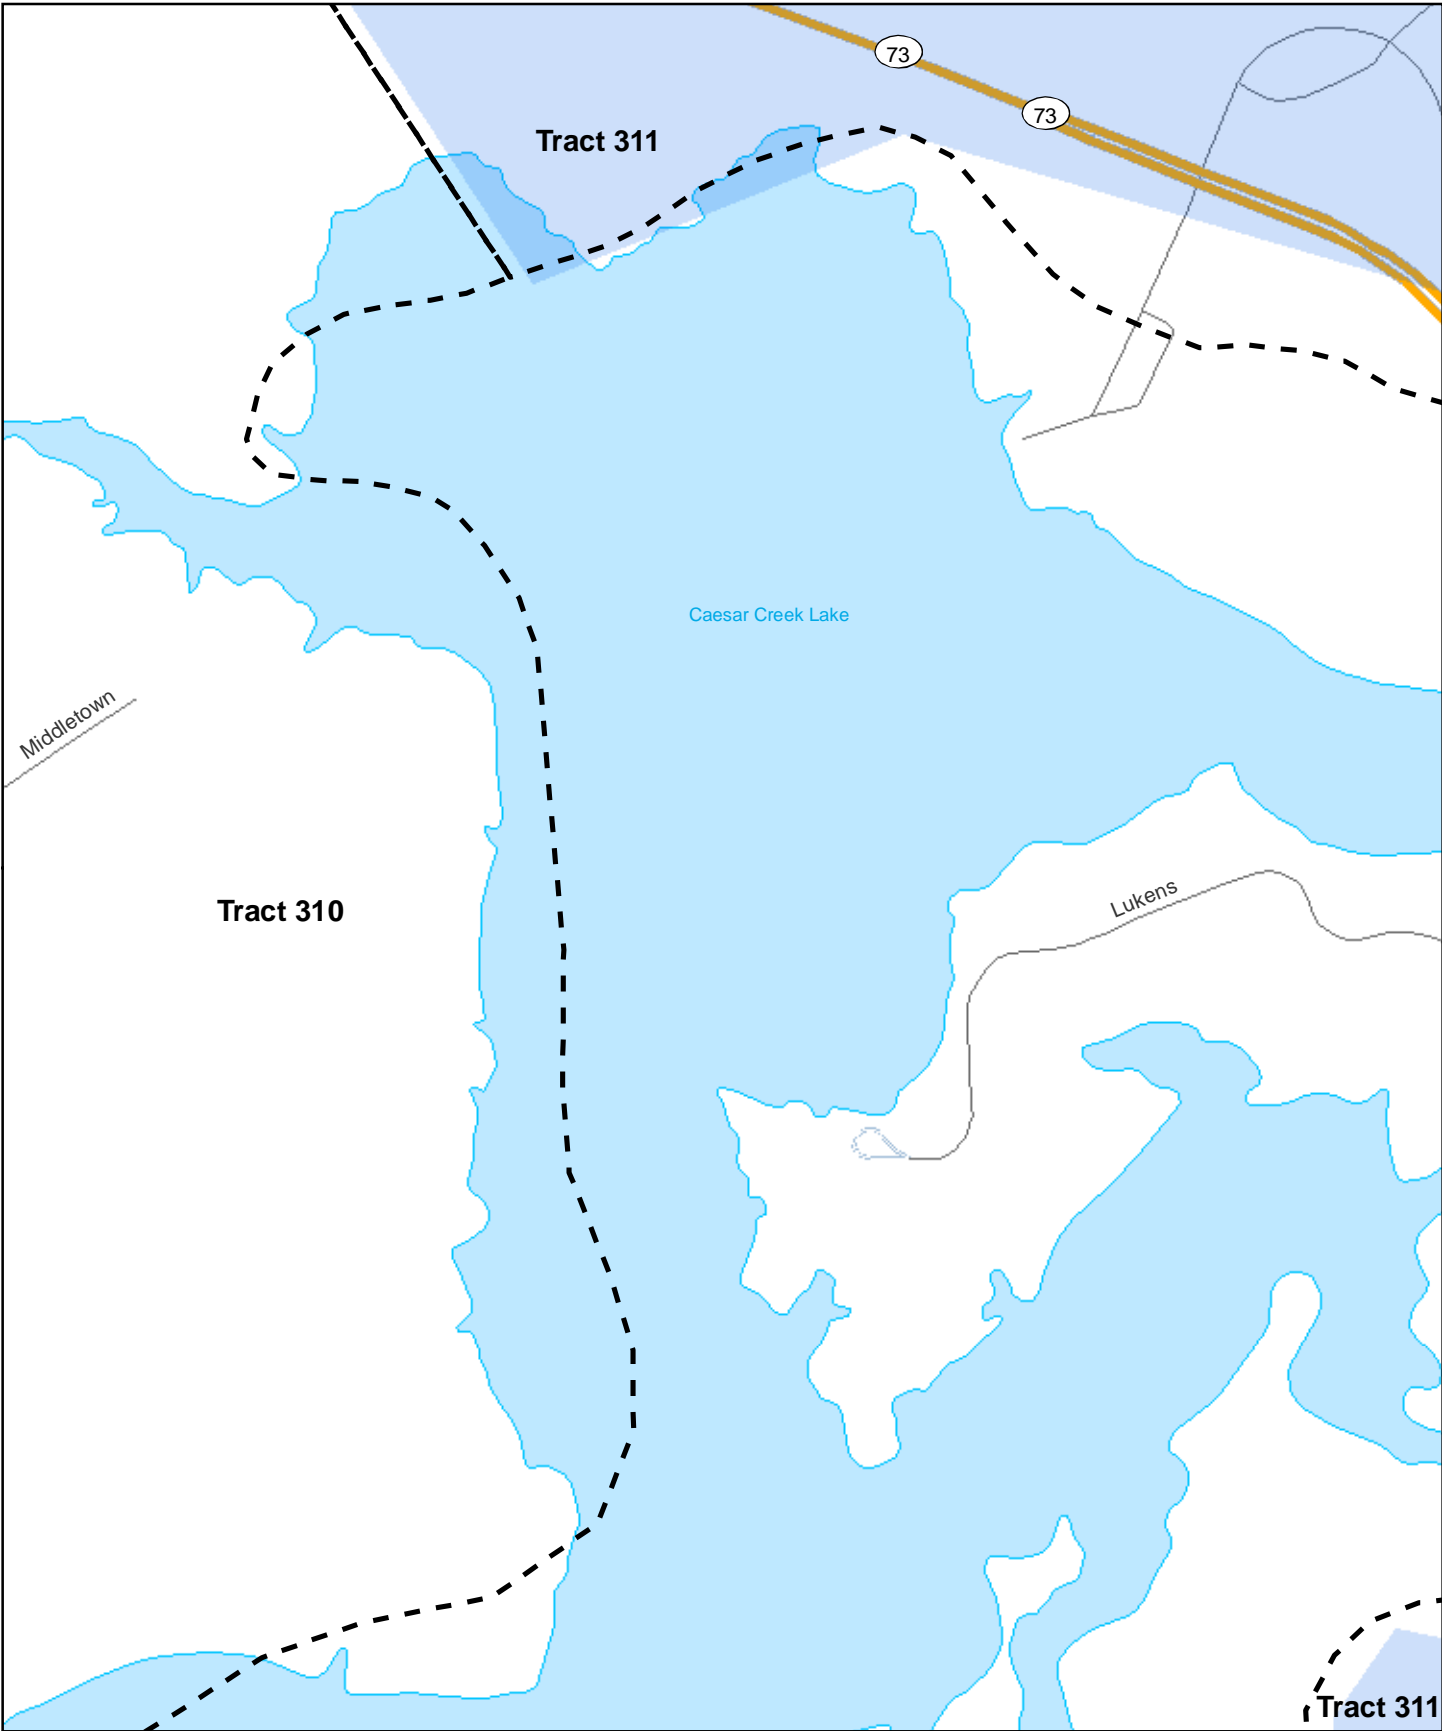 73
73
Tract 311
Caesar Creek Lake
Middletown
Lukens
Tract 310
Tract 311